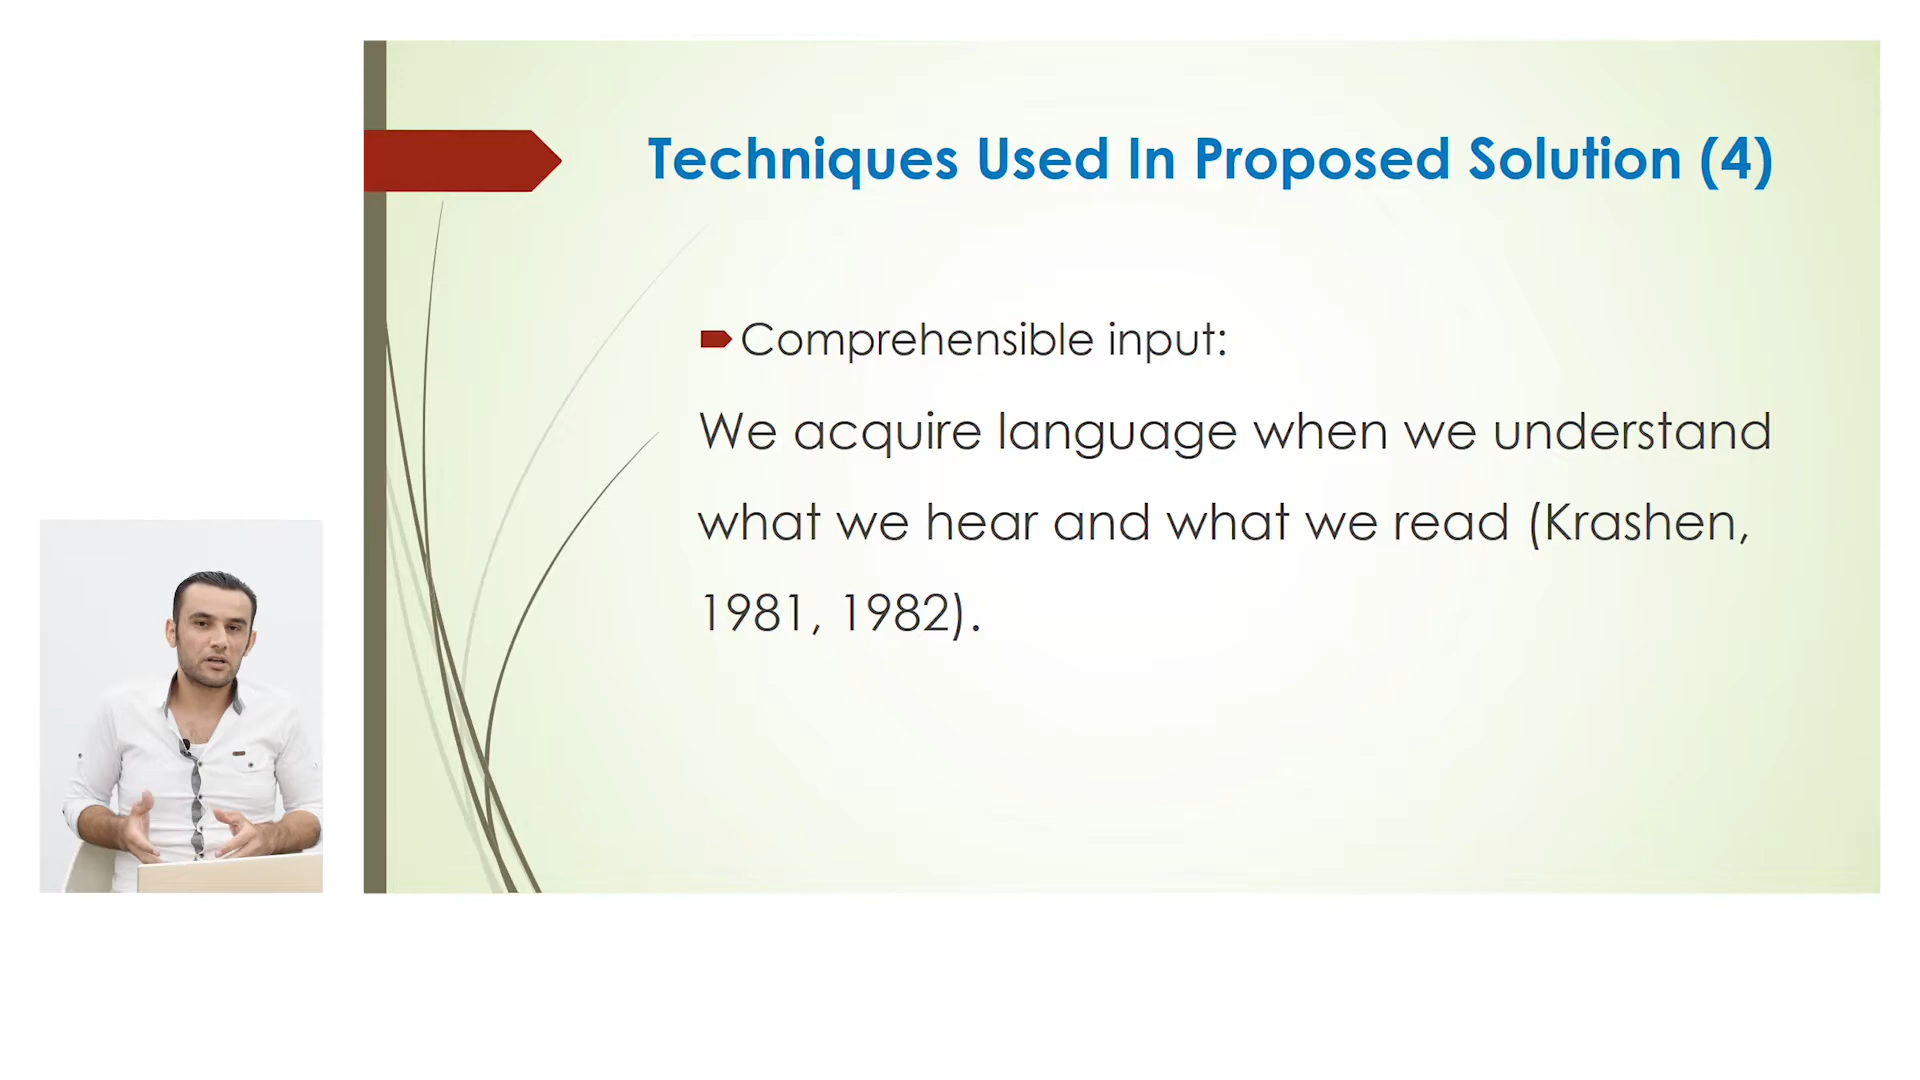 Techniques Used In Proposed Solution (4)
Comprehensible input:
We acquire language when we understand
what we hear and what we read (Krashen,
1981, 1982).